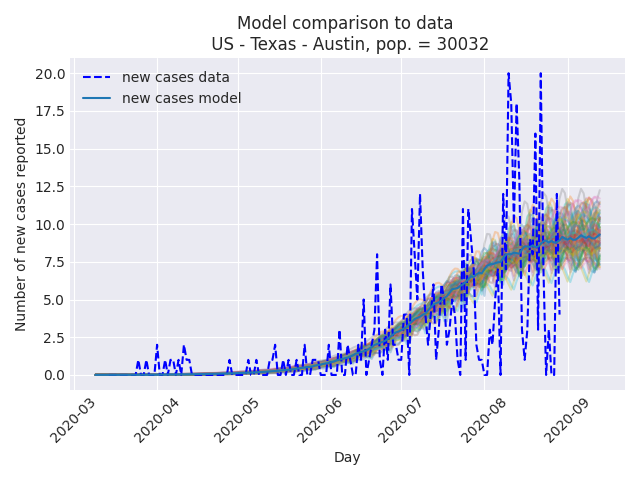 Model comparison to data
US - Texas - Austin, pop. = 30032
20.0
17.5
15.0
12.5
10.0
7.5
5.0
2.5
0.0
Number of new cases reported
new cases data
new cases model
2020-03
2020-04
2020-05
2020-06
2020-07
2020-08
2020-09
Day